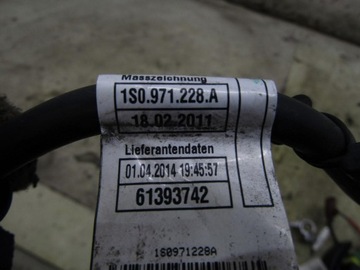 Masszeichnung
1S0.971.228.A
18.02.2011
Lieferantendaten
01.04.2014 19:45:57
61393742
1S0971228A